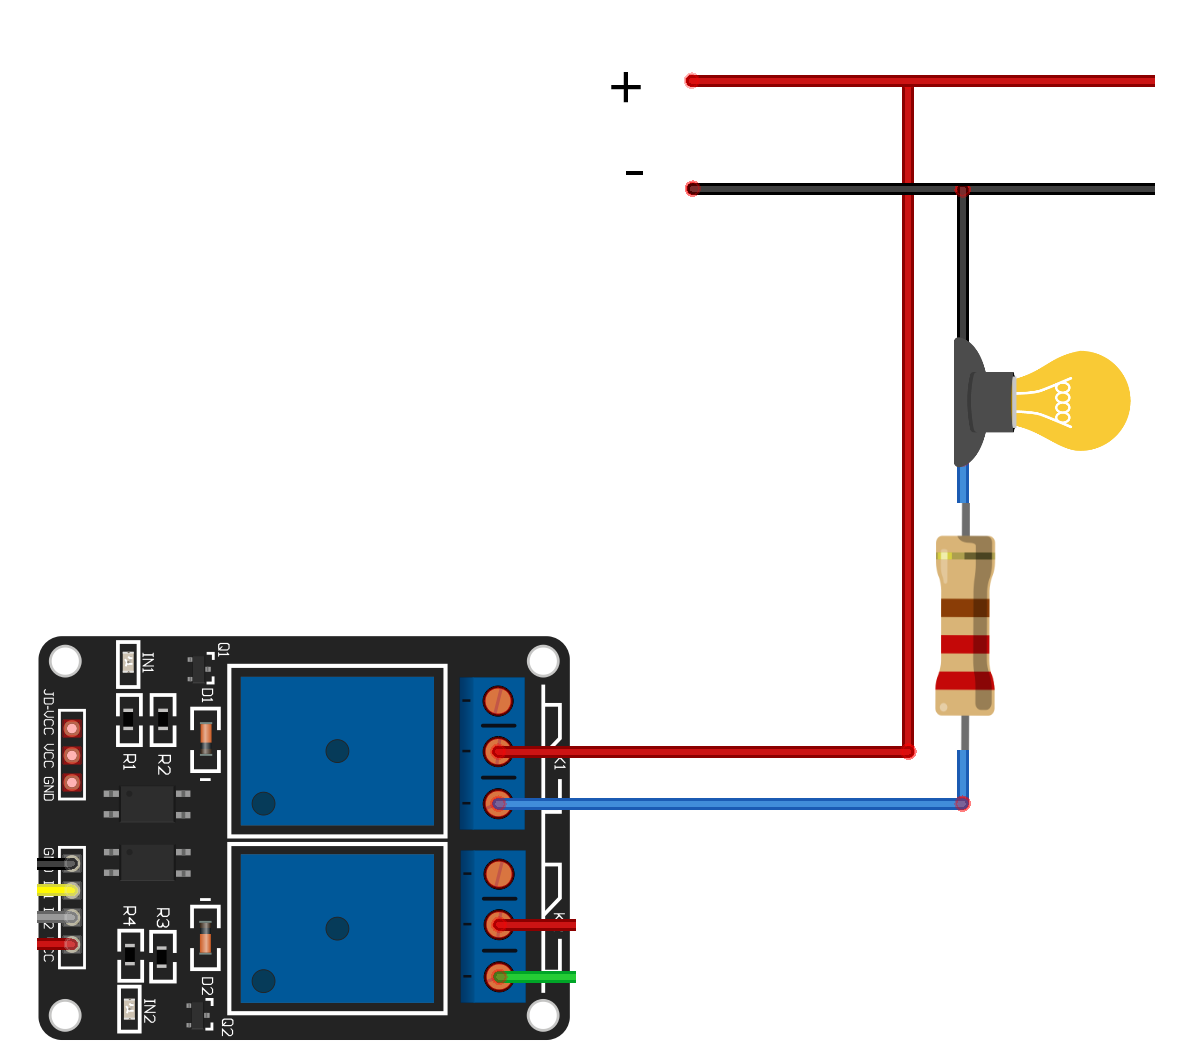 +
-
Q1
IN1
D1
JD-VCC
VCC
GND
R1
R2
K1
R4
R3
D2
IN2
Q2